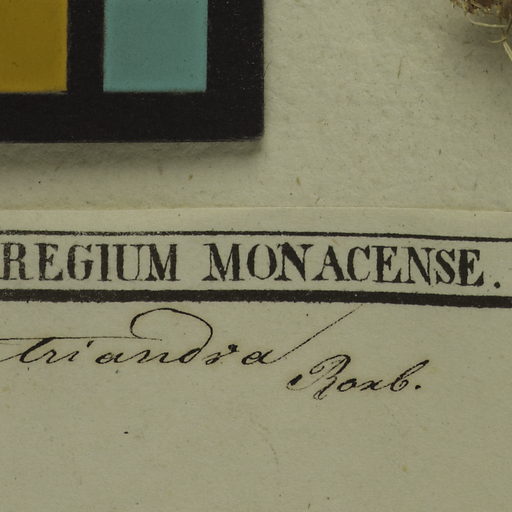 REGIUM MONACENSE.
triandra Roxb.